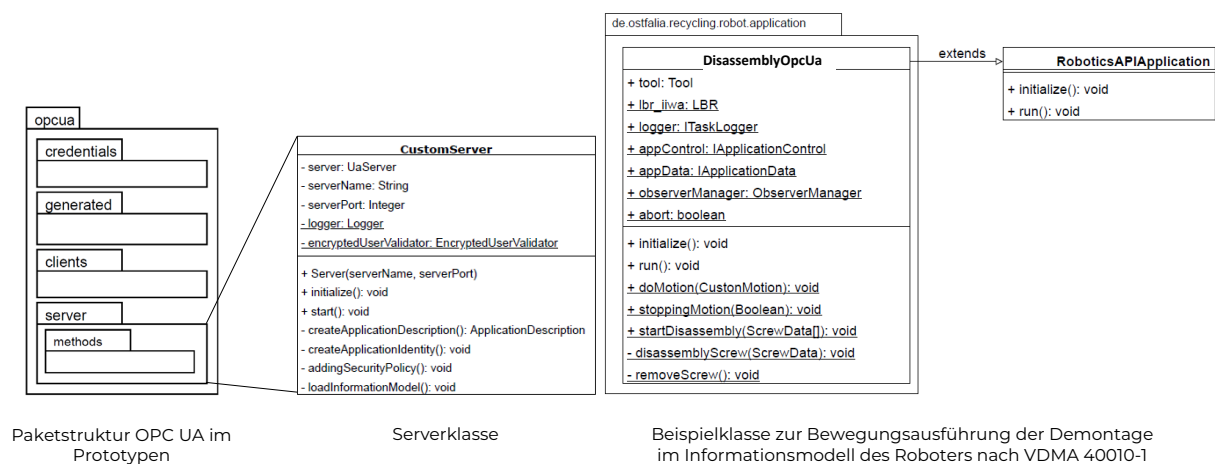 opcua
credentials
generated
clients
server
methods
CustomServer
- server: UaServer
- serverName: String
- serverPort: Integer
- logger: Logger
- encryptedUserValidator: EncryptedUserValidator
+ Server(serverName, serverPort)
+ initialize(): void
+ start(): void
- createApplicationDescription(): ApplicationDescription
- createApplicationIdentity(): void
- addingSecurityPolicy(): void
- loadInformationModel(): void
de.ostfalia.recycling.robot.application
DisassemblyOpcUa
+ tool: Tool
+ lbr_iiwa: LBR
+ logger: ITaskLogger
+ appControl: IApplicationControl
+ appData: IApplicationData
+ observerManager: ObserverManager
+ abort: boolean
+ initialize(): void
+ run(): void
+ doMotion(CustonMotion): void
+ stoppingMotion(Boolean): void
+ startDisassembly(ScrewData[]): void
- disassemblyScrew(ScrewData): void
- removeScrew(): void
extends
RoboticsAPIApplication
+ initialize(): void
+ run(): void
Paketstruktur OPC UA im
Prototypen
Serverklasse
Beispielklasse zur Bewegungsausführung der Demontage
im Informationsmodell des Roboters nach VDMA 40010-1